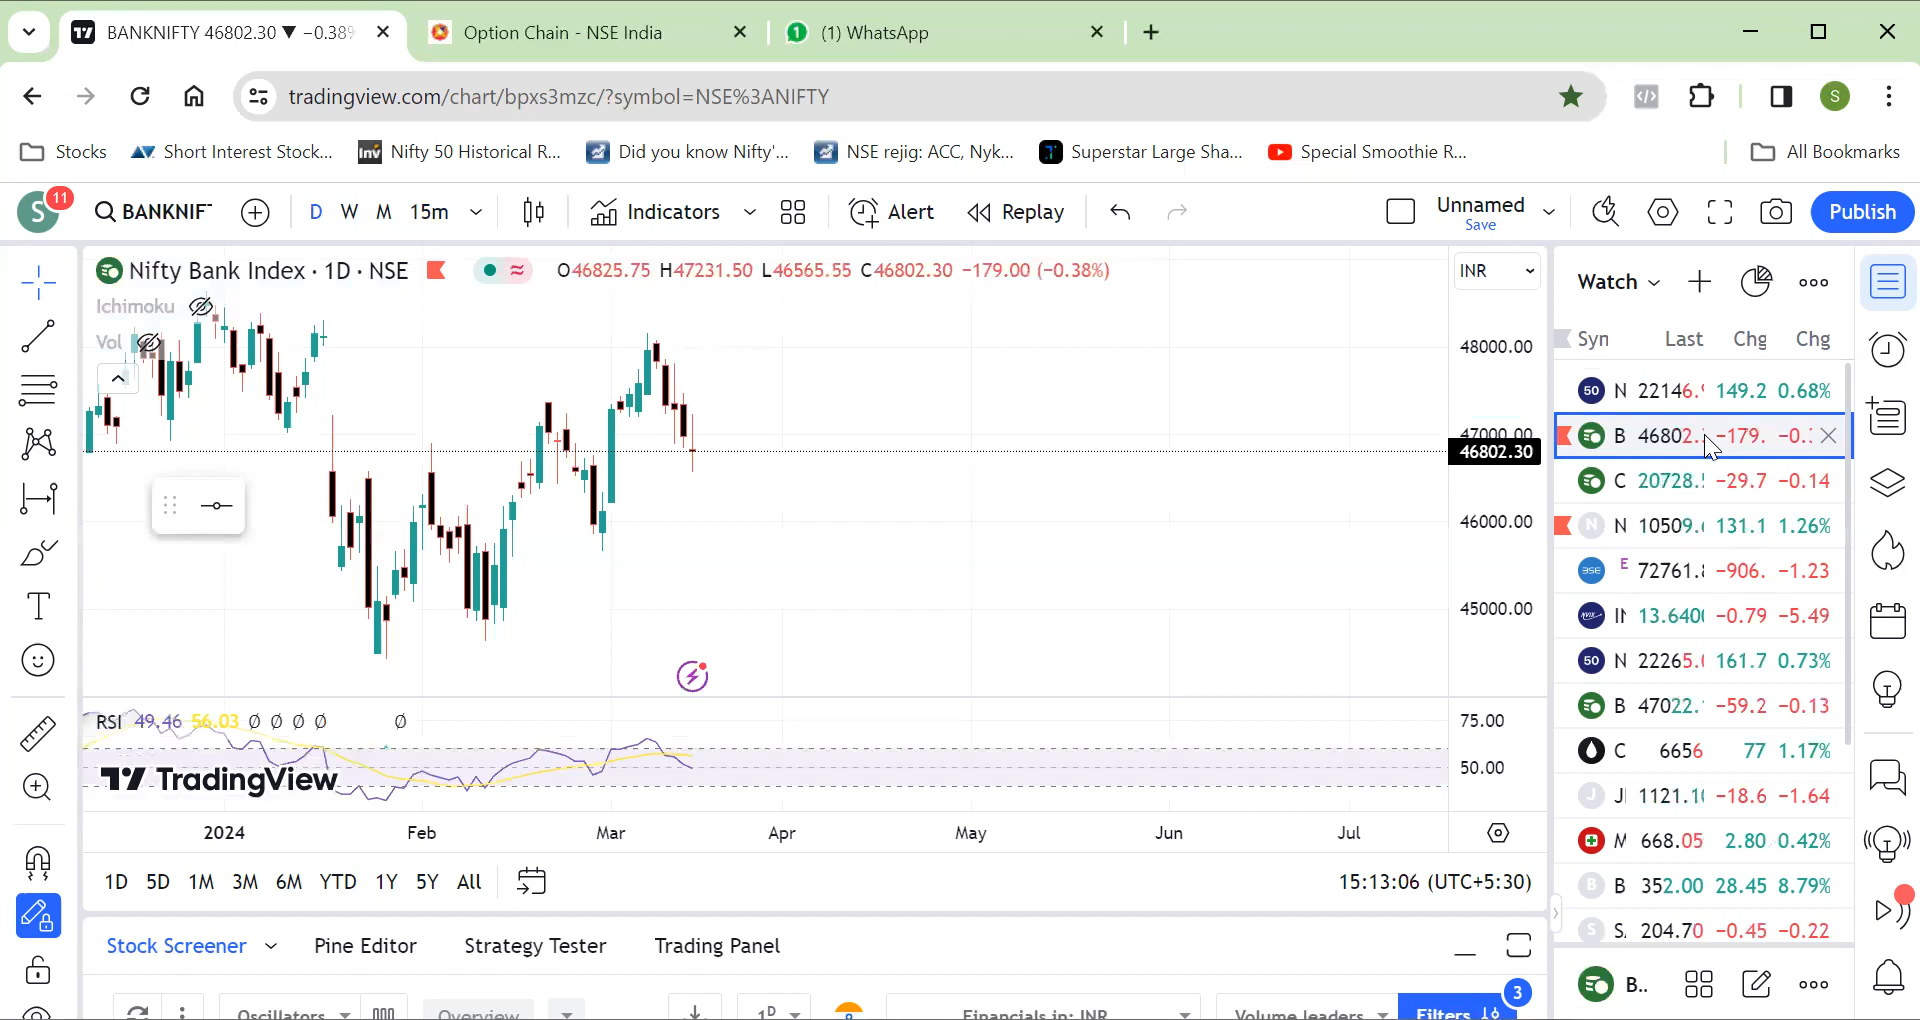 BANKNIFTY 46802.30 ▼ −0.38%
Option Chain - NSE India
(1) WhatsApp
tradingview.com/chart/bpxs3mzc/?symbol=NSE%3ANIFTY
S
Stocks
Short Interest Stock...
Inv Nifty 50 Historical R...
Did you know Nifty'...
NSE rejig: ACC, Nyk...
Superstar Large Sha...
Special Smoothie R...
All Bookmarks
S 11
BANKNIF
D W M 15m
Indicators
Alert
Replay
Unnamed
Save
Publish
Nifty Bank Index · 1D · NSE
O46825.75 H47231.50 L46565.55 C46802.30 −179.00 (−0.38%)
Ichimoku
Vol
INR
48000.00
47000.00
46802.30
46000.00
45000.00
RSI 49.46 56.03 Ø Ø Ø Ø Ø
75.00
50.00
TradingView
2024 Feb Mar Apr May Jun Jul
1D 5D 1M 3M 6M YTD 1Y 5Y All
15:13:06 (UTC+5:30)
Stock Screener
Pine Editor
Strategy Tester
Trading Panel
Oscillators
Overview
1D
Financials in: INR
Volume leaders
Filters 3
Watch
Syn Last Chg Chg
50 N 22146. 149.2 0.68%
B 46802. −179. −0.
C 20728. −29.7 −0.14
N N 10509. 131.1 1.26%
BSE E 72761. −906. −1.23
13.640 −0.79 −5.49
50 N 22265. 161.7 0.73%
B 47022. −59.2 −0.13
C 6656 77 1.17%
J J 1121.1 −18.6 −1.64
M 668.05 2.80 0.42%
B B 352.00 28.45 8.79%
S S. 204.70 −0.45 −0.22
B..